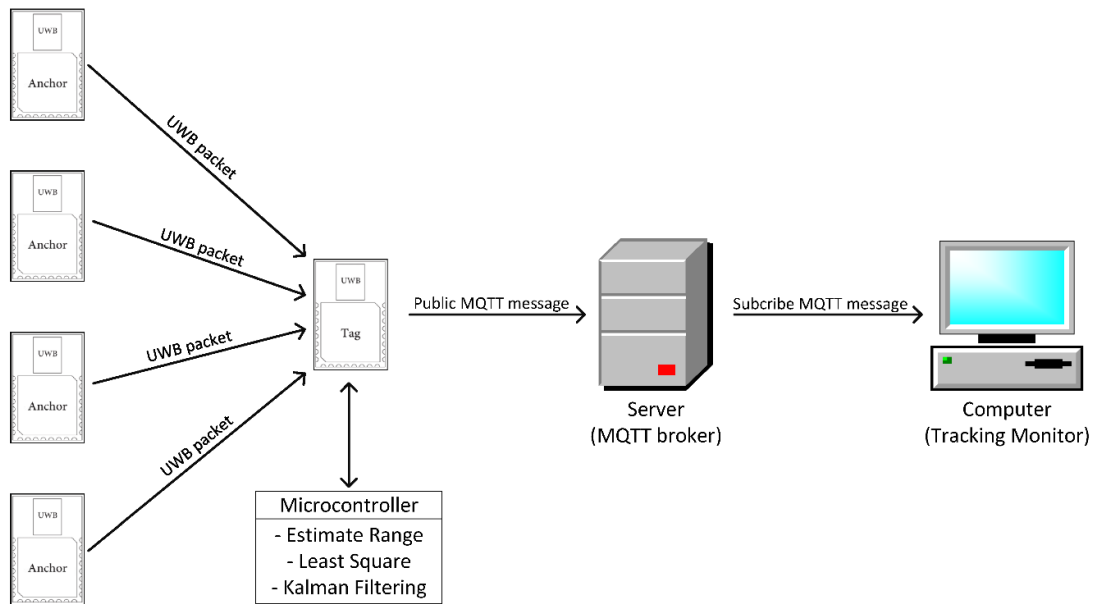 UWB
Anchor
UWB packet
UWB
Anchor
UWB packet
UWB
Anchor
UWB packet
UWB
Anchor
UWB packet
UWB
Tag
Public MQTT message
Server
(MQTT broker)
Subcribe MQTT message
Computer
(Tracking Monitor)
Microcontroller
- Estimate Range
- Least Square
- Kalman Filtering